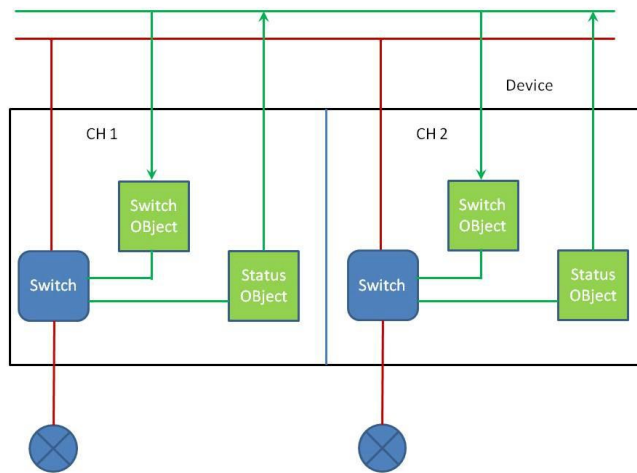 Device
CH 1
CH 2
Switch
OBject
Switch
OBject
Switch
Status
OBject
Switch
Status
OBject